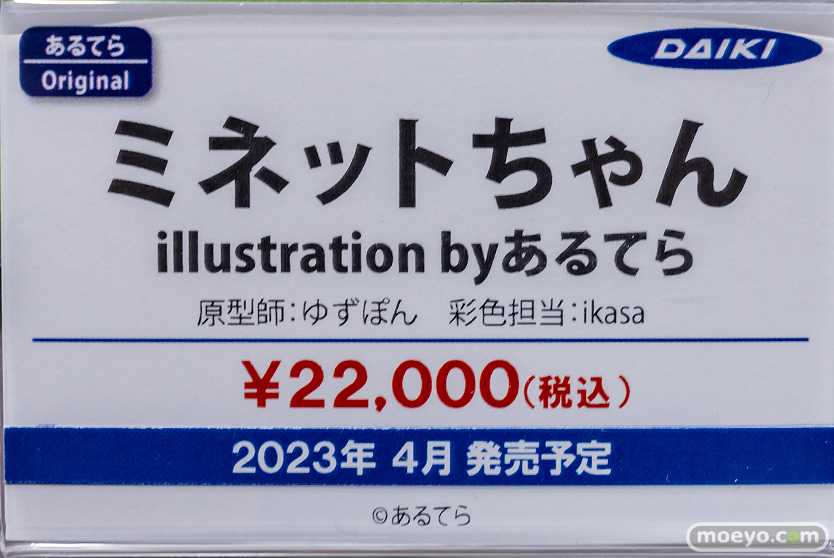 あるてら
Original
DAIKI
ミネットちゃん
illustration byあるてら
原型師：ゆずぽん　彩色担当：ikasa
¥22,000(税込)
2023年 4月 発売予定
©あるてら
moeyo.com